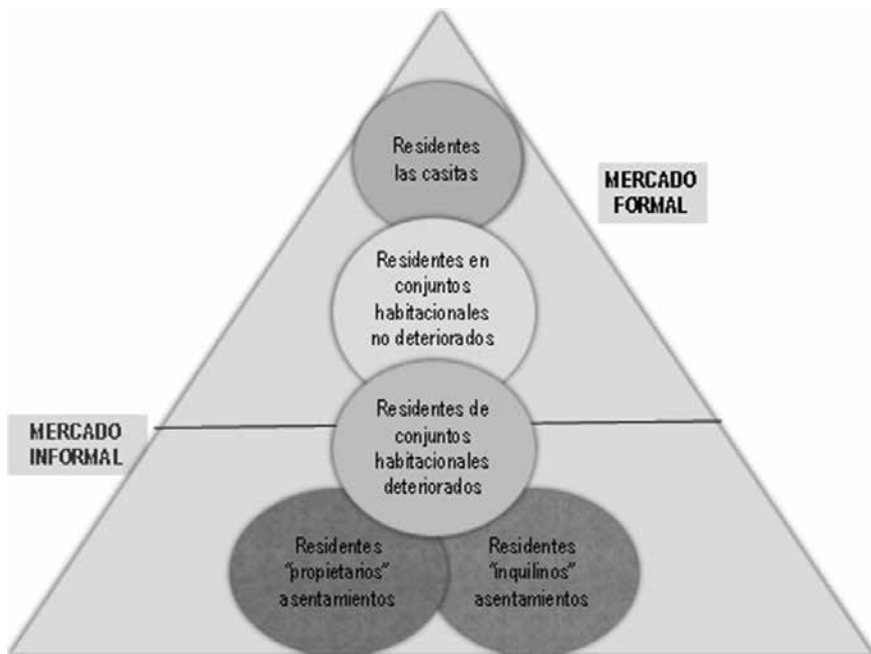 Residentes
las casitas
MERCADO
FORMAL
Residentes en
conjuntos
habitacionales
no deteriorados
MERCADO
INFORMAL
Residentes de
conjuntos
habitacionales
deteriorados
Residentes
“propietarios”
asentamientos
Residentes
“inquilinos”
asentamientos